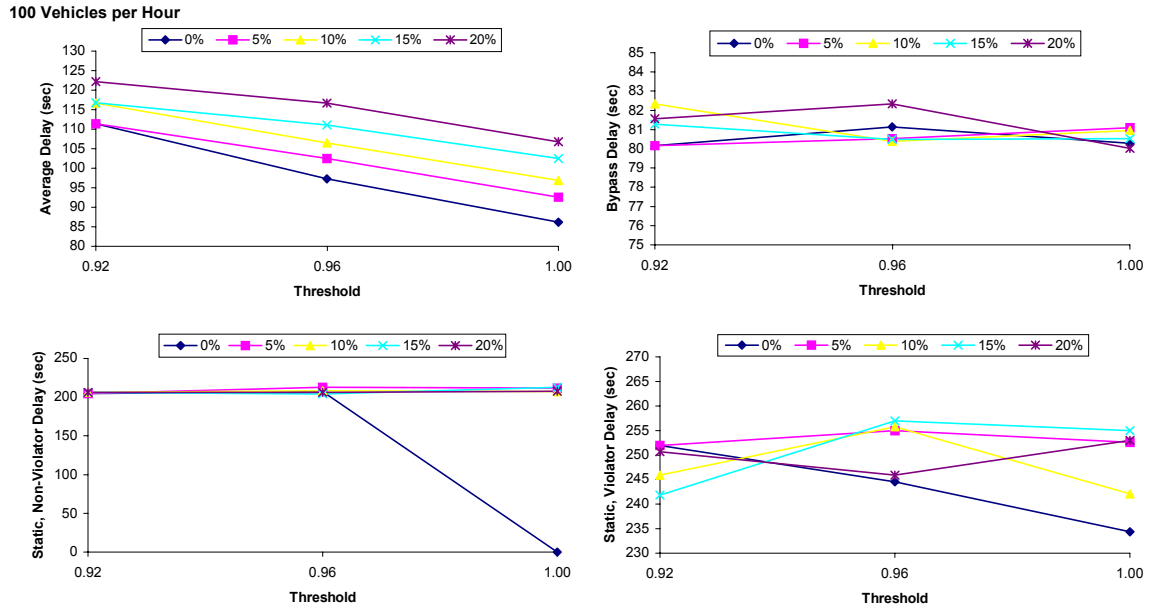 100 Vehicles per Hour
0% 5% 10% 15% 20%
130
125
120
115
110
105
100
95
90
85
80
Average Delay (sec)
0.92 0.96 1.00
Threshold
0% 5% 10% 15% 20%
85
84
83
82
81
80
79
78
77
76
75
Bypass Delay (sec)
0.92 0.96 1.00
Threshold
0% 5% 10% 15% 20%
250
200
150
100
50
0
Static, Non-Violator Delay (sec)
0.92 0.96 1.00
Threshold
0% 5% 10% 15% 20%
270
265
260
255
250
245
240
235
230
Static, Violator Delay (sec)
0.92 0.96 1.00
Threshold